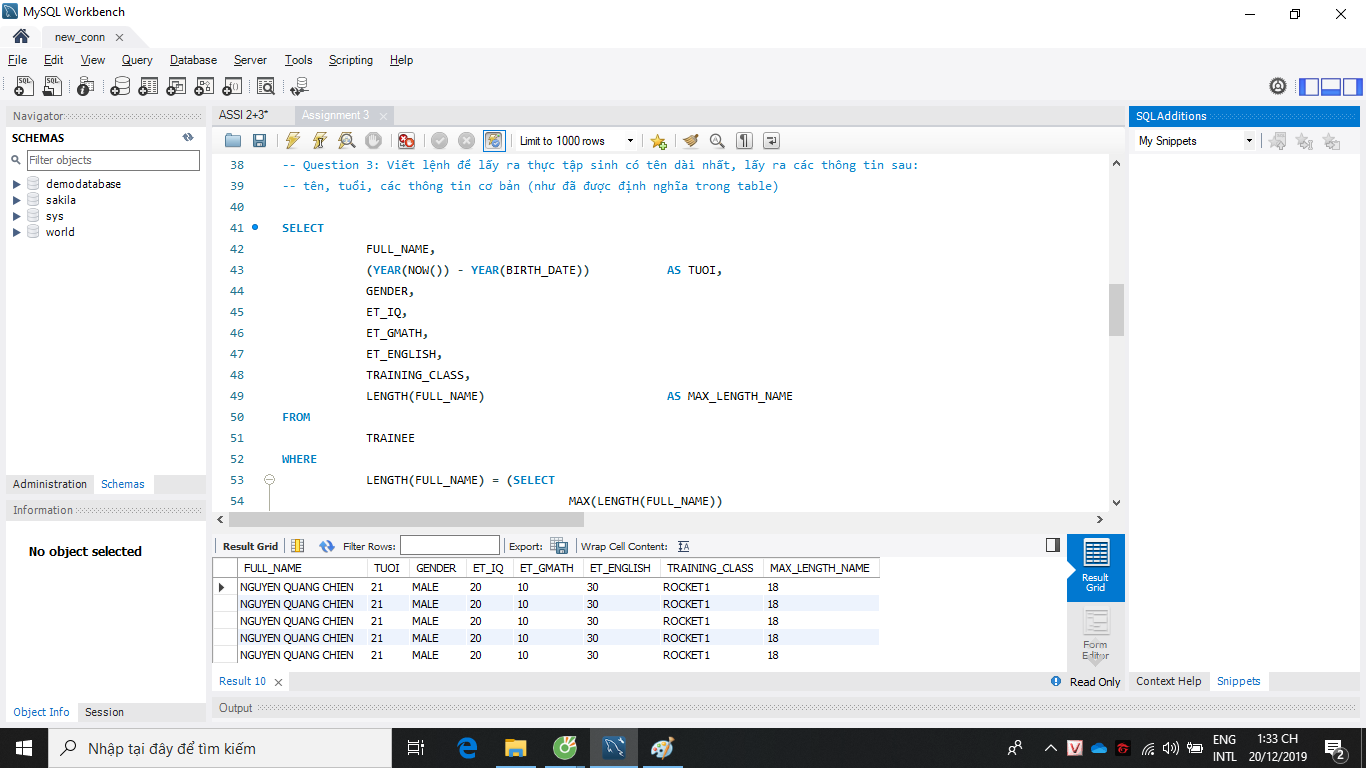 MySQL Workbench
new_conn
File Edit View Query Database Server Tools Scripting Help
Navigator
SCHEMAS
Filter objects
demodatabase
sakila
sys
world
Administration Schemas
Information
No object selected
Object Info Session
ASSI 2+3* Assignment 3
Limit to 1000 rows
38 -- Question 3: Viết lệnh để lấy ra thực tập sinh có tên dài nhất, lấy ra các thông tin sau:
39 -- tên, tuổi, các thông tin cơ bản (như đã được định nghĩa trong table)
40
41 SELECT
42 FULL_NAME,
43 (YEAR(NOW()) - YEAR(BIRTH_DATE)) AS TUOI,
44 GENDER,
45 ET_IQ,
46 ET_GMATH,
47 ET_ENGLISH,
48 TRAINING_CLASS,
49 LENGTH(FULL_NAME) AS MAX_LENGTH_NAME
50 FROM
51 TRAINEE
52 WHERE
53 LENGTH(FULL_NAME) = (SELECT
54 MAX(LENGTH(FULL_NAME))
Result Grid Filter Rows: Export: Wrap Cell Content:
FULL_NAME TUOI GENDER ET_IQ ET_GMATH ET_ENGLISH TRAINING_CLASS MAX_LENGTH_NAME
NGUYEN QUANG CHIEN 21 MALE 20 10 30 ROCKET1 18
NGUYEN QUANG CHIEN 21 MALE 20 10 30 ROCKET1 18
NGUYEN QUANG CHIEN 21 MALE 20 10 30 ROCKET1 18
NGUYEN QUANG CHIEN 21 MALE 20 10 30 ROCKET1 18
NGUYEN QUANG CHIEN 21 MALE 20 10 30 ROCKET1 18
Result
Grid
Form
Editor
Result 10
Read Only
Output
SQLAdditions
My Snippets
Context Help Snippets
Nhập tại đây để tìm kiếm
ENG
INTL
1:33 CH
20/12/2019
2